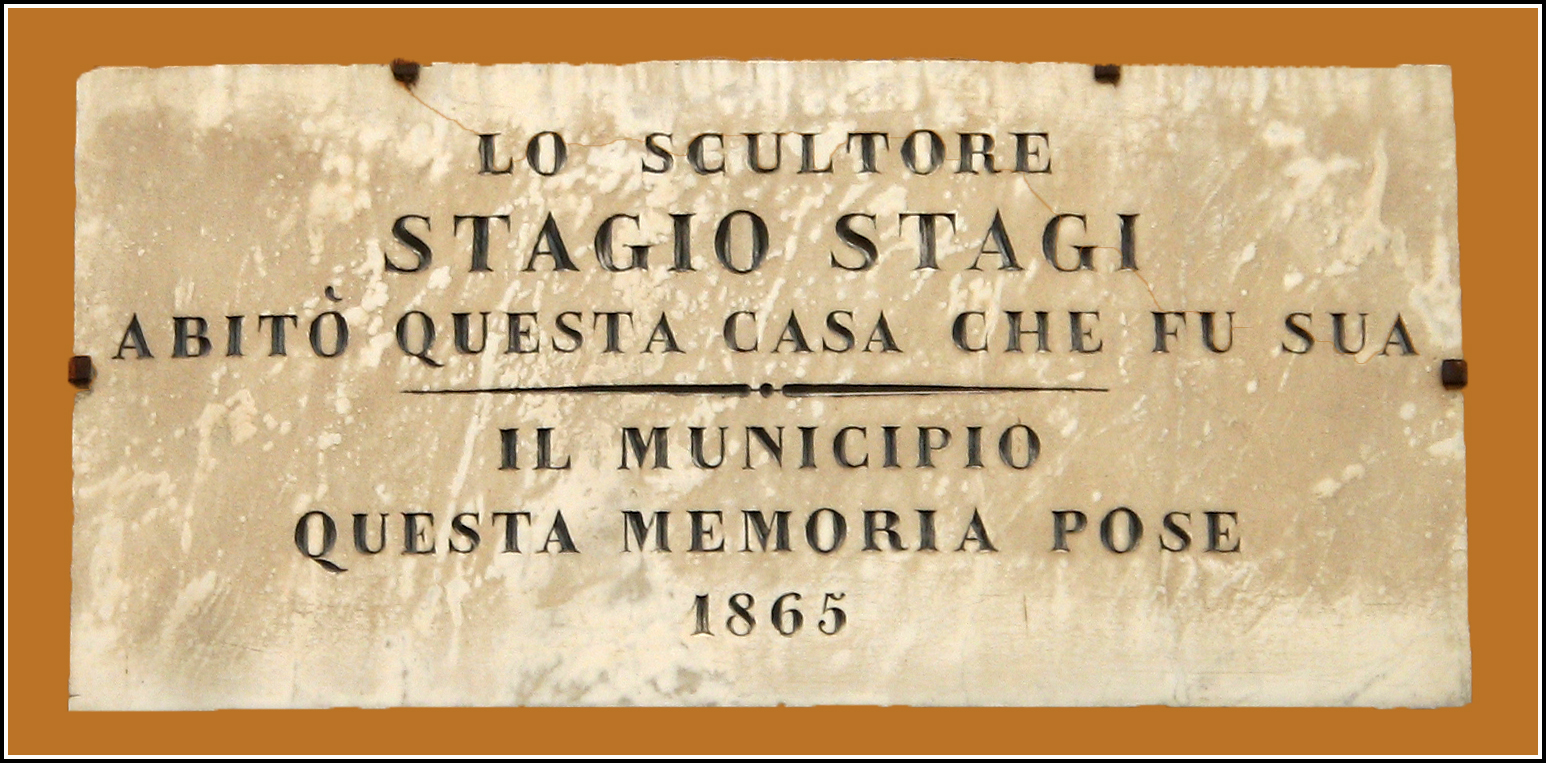 LO SCULTORE
STAGIO STAGI
ABITÒ QUESTA CASA CHE FU SUA
IL MUNICIPIO
QUESTA MEMORIA POSE
1865